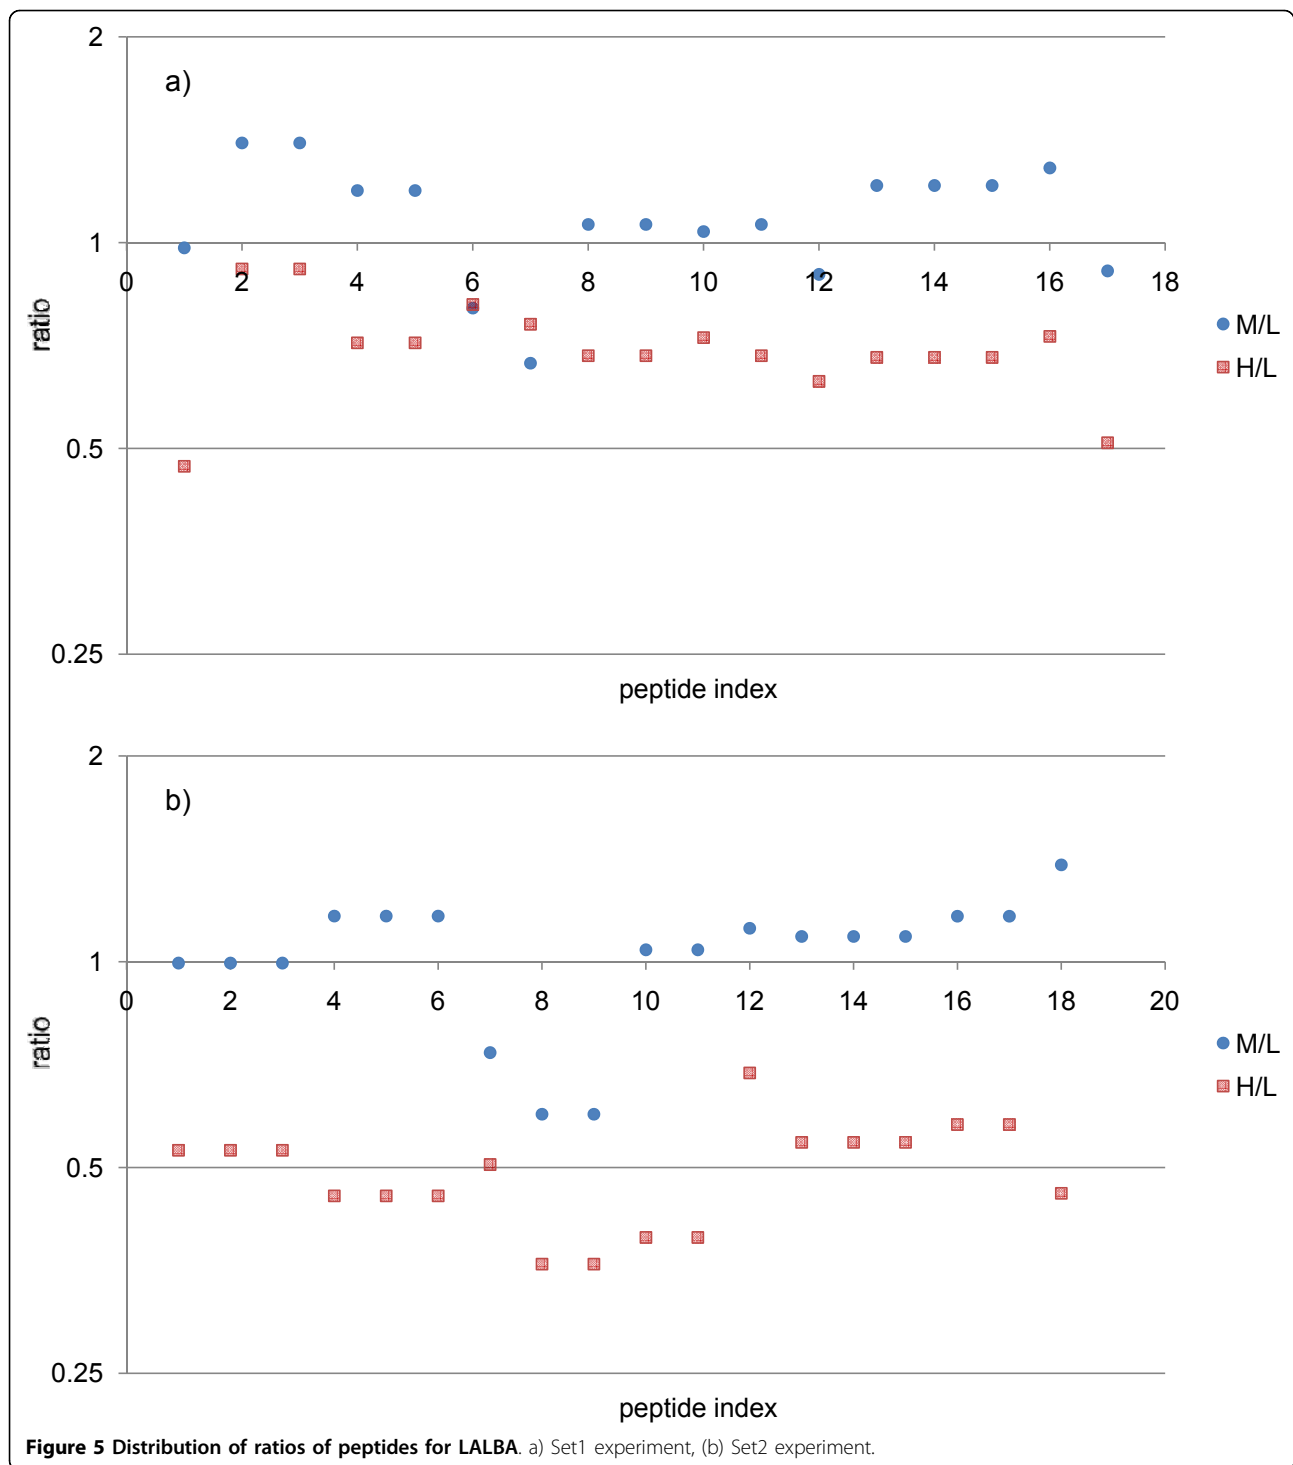 2
a)
1
0 2 4 6 8 10 12 14 16 18
ratio
M/L
H/L
0.5
0.25
peptide index
2
b)
1
0 2 4 6 8 10 12 14 16 18 20
ratio
M/L
H/L
0.5
0.25
peptide index
Figure 5 Distribution of ratios of peptides for LALBA. a) Set1 experiment, (b) Set2 experiment.